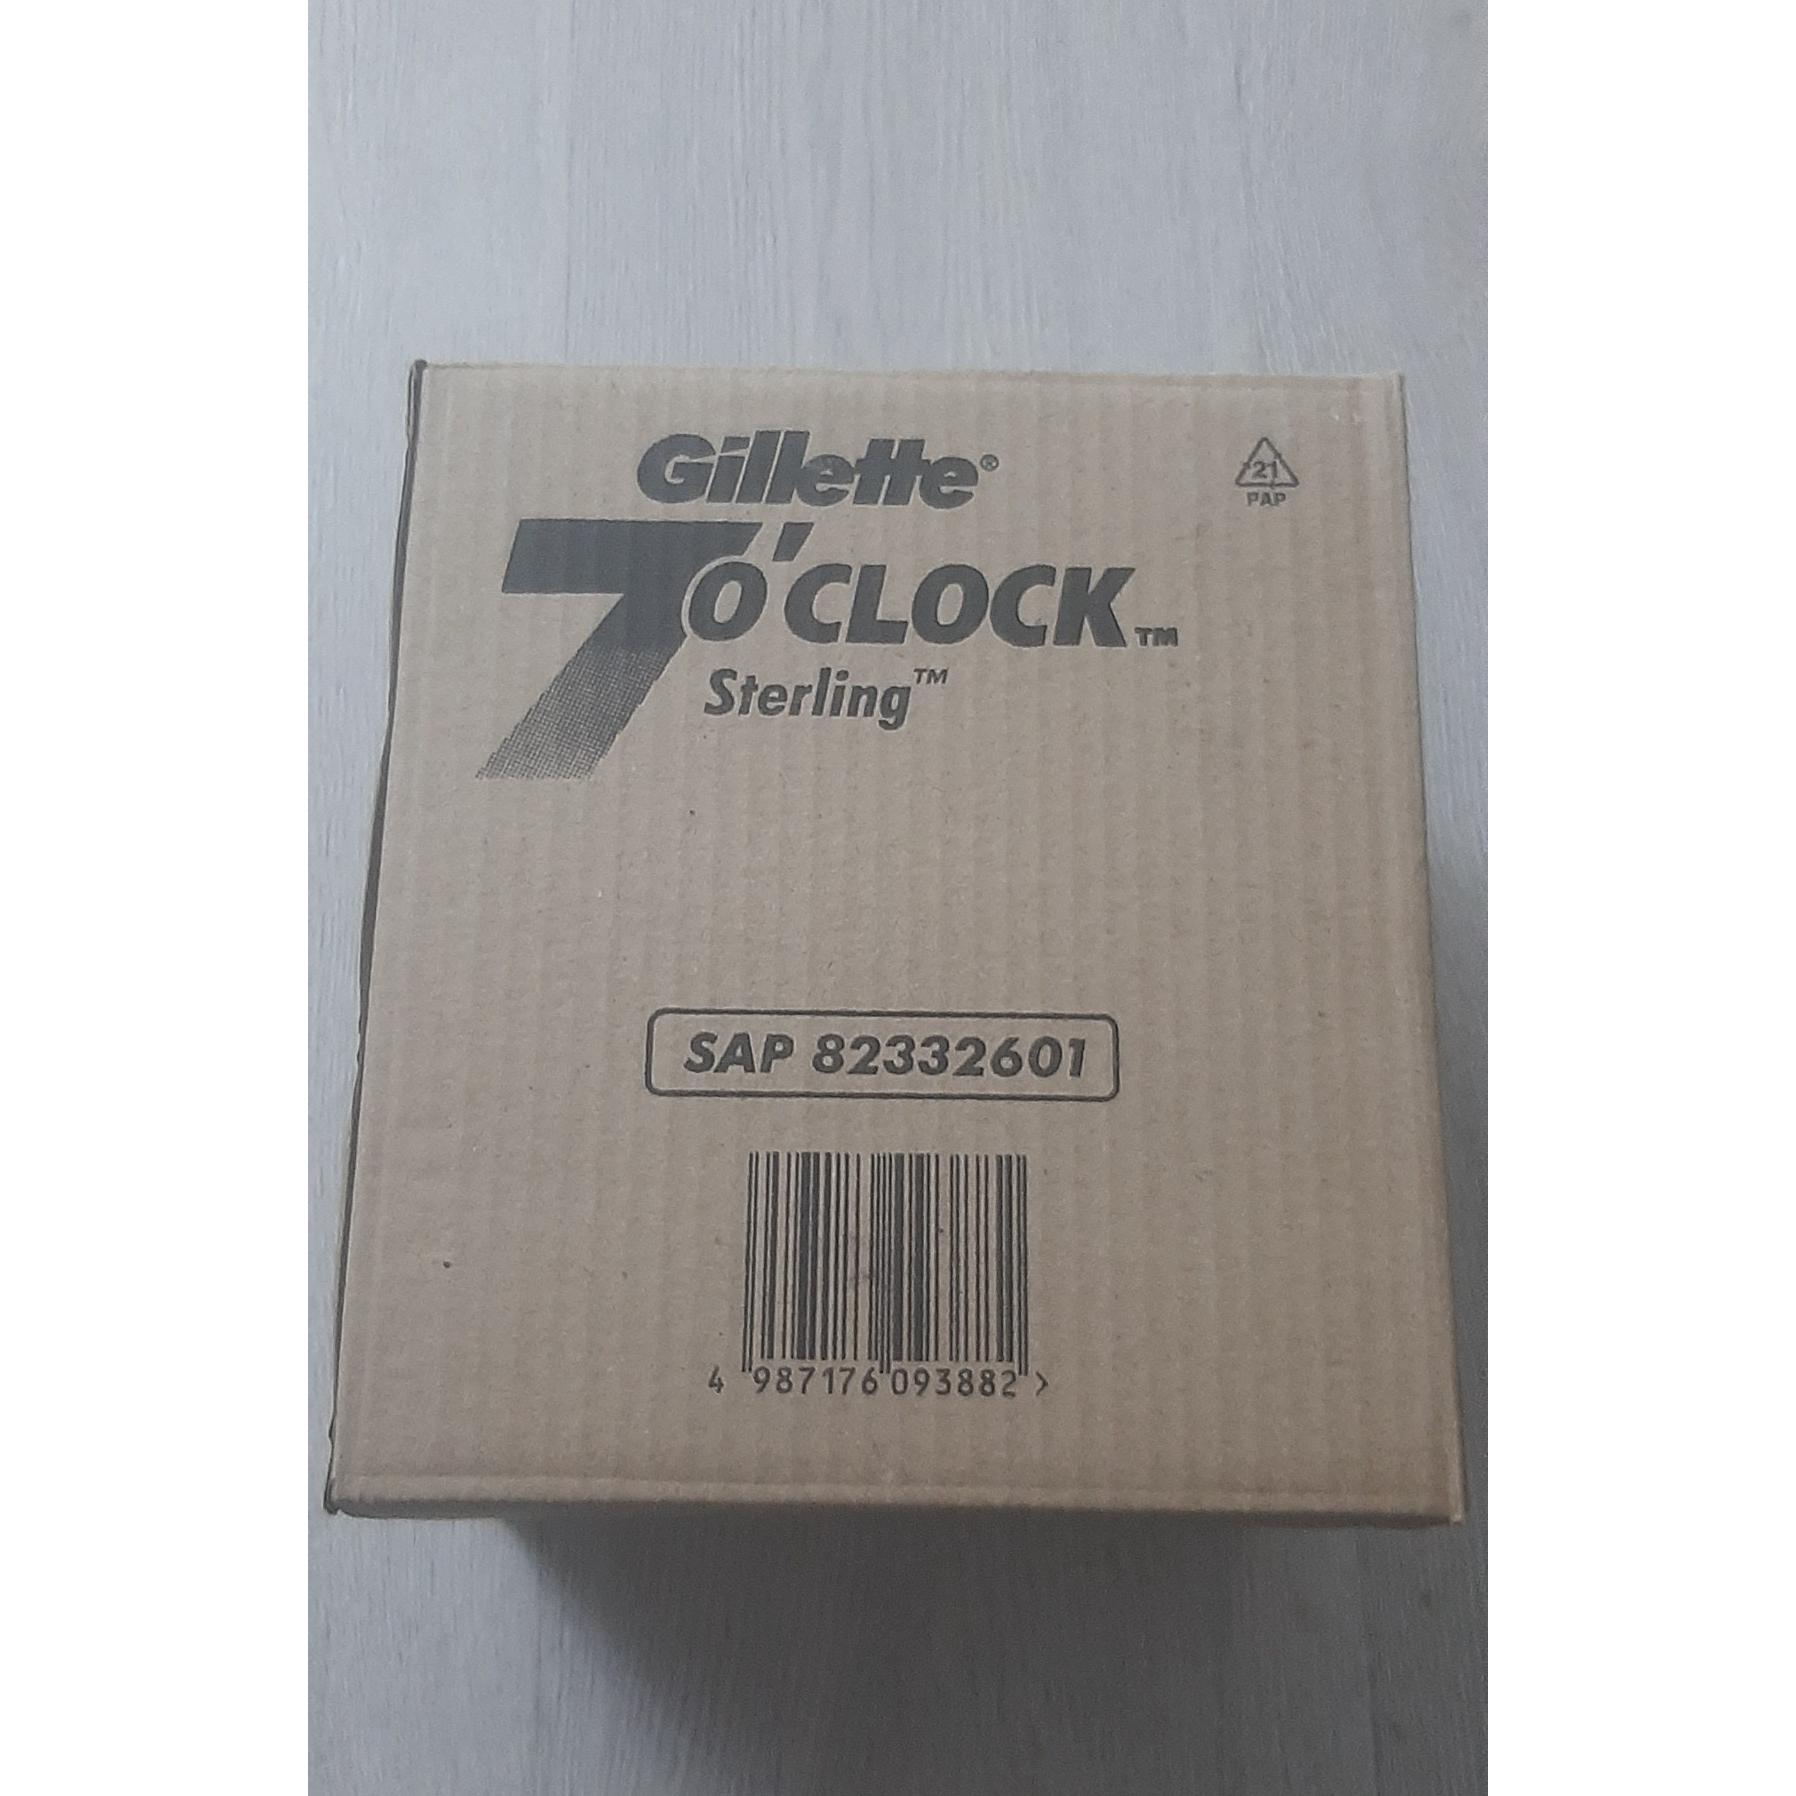 Gillette®
21
PAP
7 O'CLOCK™
Sterling™
SAP 82332601
4 987176 093882 >